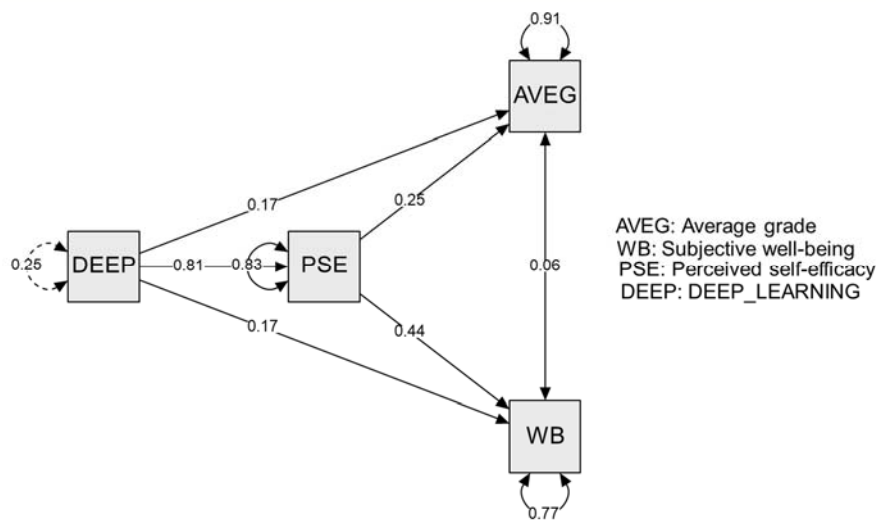 0.91
AVEG
0.17
0.25
0.25
DEEP
0.81
0.83
PSE
0.06
AVEG: Average grade
WB: Subjective well-being
PSE: Perceived self-efficacy
DEEP: DEEP_LEARNING
0.17
0.44
WB
0.77